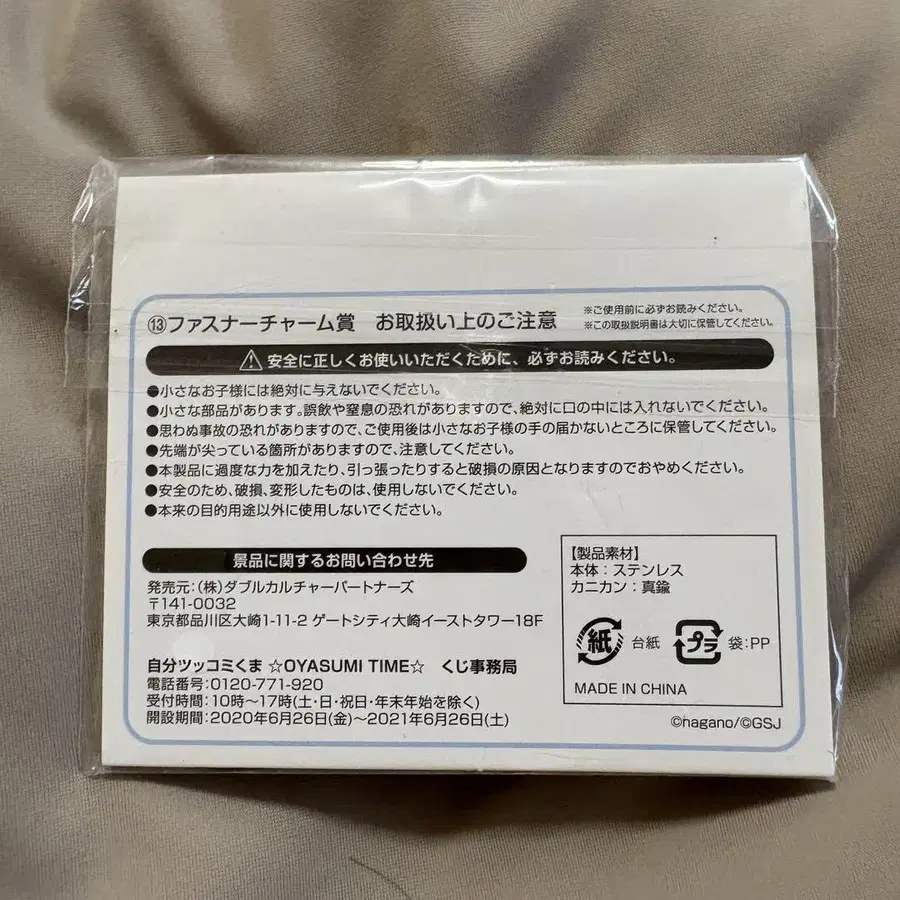 ⑬ファスナーチャーム賞 お取扱い上のご注意
※ご使用前に必ずお読みください。
※この取扱説明書は大切に保管してください。
安全に正しくお使いいただくために、必ずお読みください。
●小さなお子様には絶対に与えないでください。
●小さな部品があります。誤飲や窒息の恐れがありますので、絶対に口の中には入れないでください。
●思わぬ事故の恐れがありますので、ご使用後は小さなお子様の手の届かないところに保管してください。
●先端が尖っている箇所がありますので、注意してください。
●本製品に過度な力を加えたり、引っ張ったりすると破損の原因となりますのでおやめください。
●安全のため、破損、変形したものは、使用しないでください。
●本来の目的用途以外に使用しないでください。
景品に関するお問い合わせ先
発売元:(株)ダブルカルチャーパートナーズ
〒141-0032
東京都品川区大崎1-11-2 ゲートシティ大崎イーストタワー18F
自分ツッコミくま ☆OYASUMI TIME☆ くじ事務局
電話番号:0120-771-920
受付時間:10時〜17時(土・日・祝日・年末年始を除く)
開設期間:2020年6月26日(金)〜2021年6月26日(土)
【製品素材】
本体:ステンレス
カニカン:真鍮
紙 台紙 プラ 袋:PP
MADE IN CHINA
©nagano/©GSJ